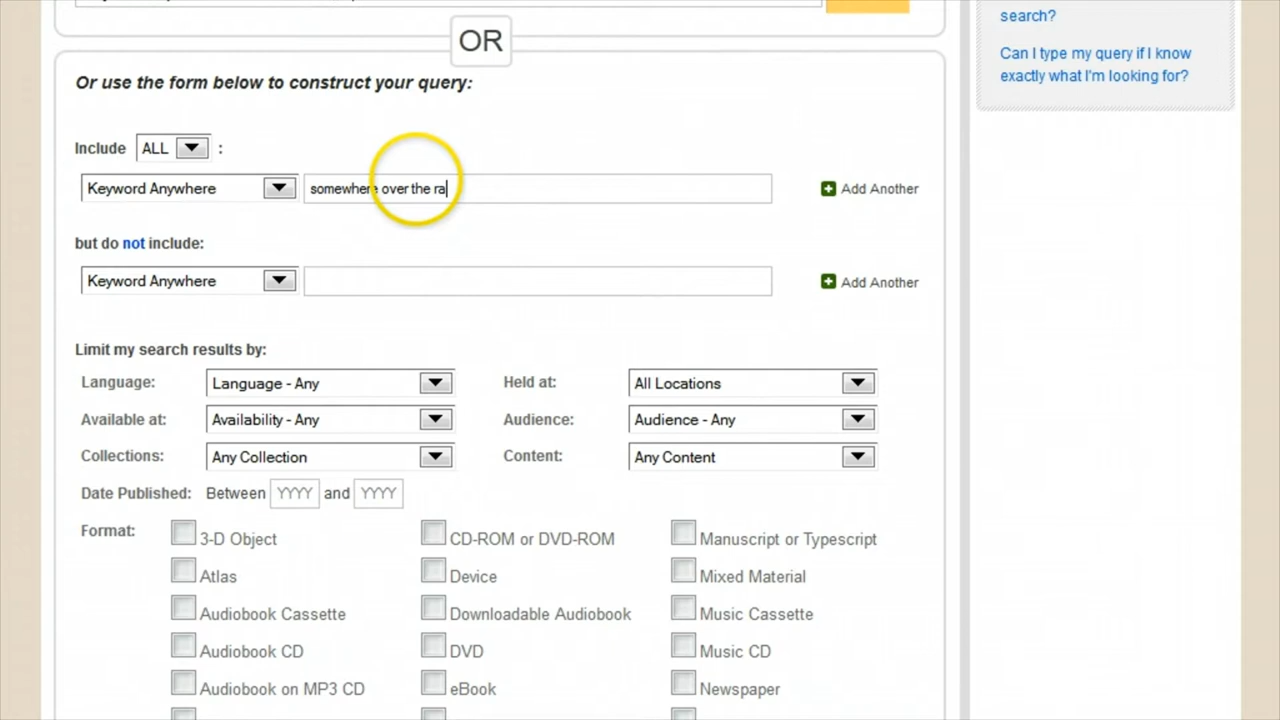 search?
Can I type my query if I know
exactly what I'm looking for?
OR
Or use the form below to construct your query:
Include ALL :
Keyword Anywhere somewhere over the ra Add Another
but do not include:
Keyword Anywhere Add Another
Limit my search results by:
Language: Language - Any Held at: All Locations
Available at: Availability - Any Audience: Audience - Any
Collections: Any Collection Content: Any Content
Date Published: Between YYYY and YYYY
Format: 3-D Object CD-ROM or DVD-ROM Manuscript or Typescript
Atlas Device Mixed Material
Audiobook Cassette Downloadable Audiobook Music Cassette
Audiobook CD DVD Music CD
Audiobook on MP3 CD eBook Newspaper